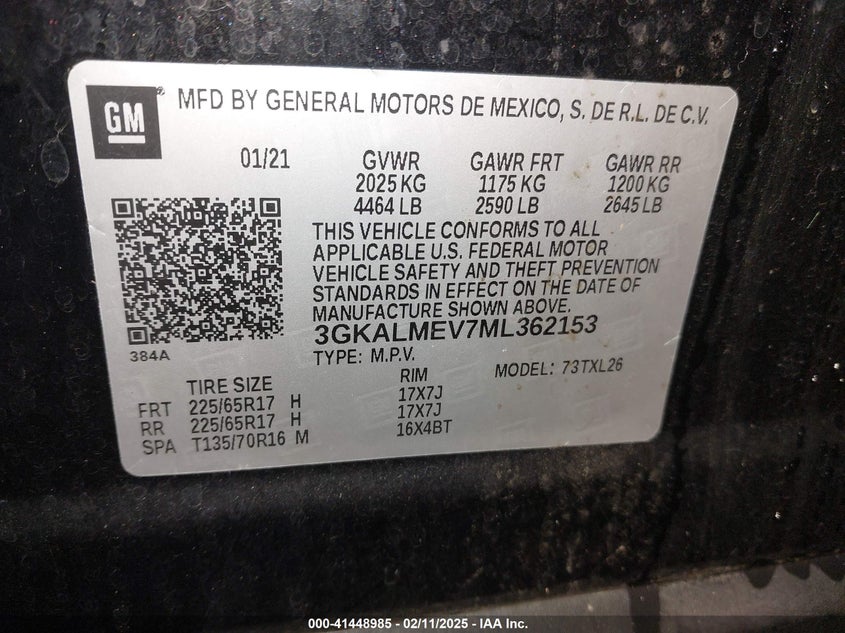 GM
MFD BY GENERAL MOTORS DE MEXICO, S. DE R.L. DE C.V.
01/21 GVWR GAWR FRT GAWR RR
2025 KG 1175 KG 1200 KG
4464 LB 2590 LB 2645 LB
THIS VEHICLE CONFORMS TO ALL
APPLICABLE U.S. FEDERAL MOTOR
VEHICLE SAFETY AND THEFT PREVENTION
STANDARDS IN EFFECT ON THE DATE OF
MANUFACTURE SHOWN ABOVE.
3GKALMEV7ML362153
384A
TYPE: M.P.V. MODEL: 73TXL26
TIRE SIZE RIM
FRT 225/65R17 H 17X7J
RR 225/65R17 H 17X7J
SPA T135/70R16 M 16X4BT
000-41448985 - 02/11/2025 - IAA Inc.